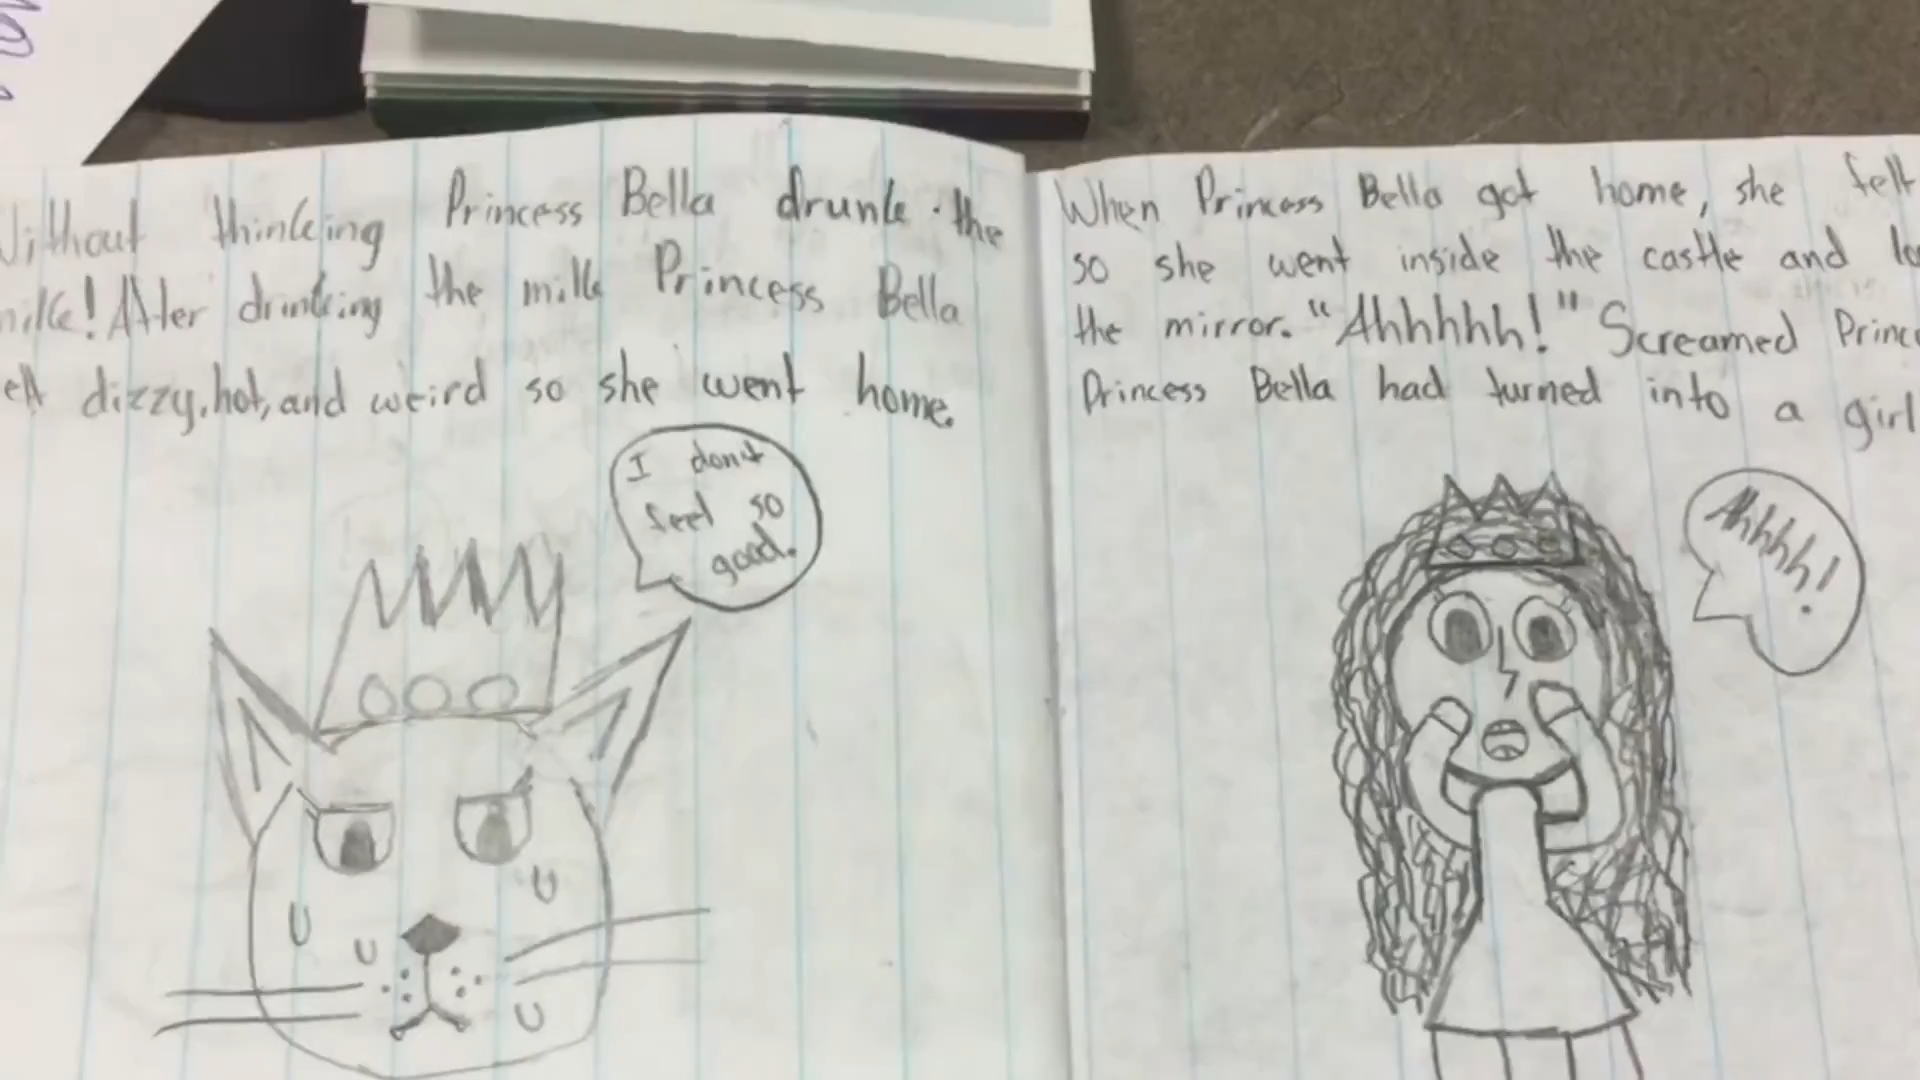 Without thinking Princess Bella drunk the
milk! After drinking the milk Princess Bella
felt dizzy, hot, and weird so she went home.
I don't
feel so
good.
When Princess Bella got home, she felt
so she went inside the castle and lo
the mirror. "Ahhhhh!" Screamed Princ
Princess Bella had turned into a girl
Ahhhh!